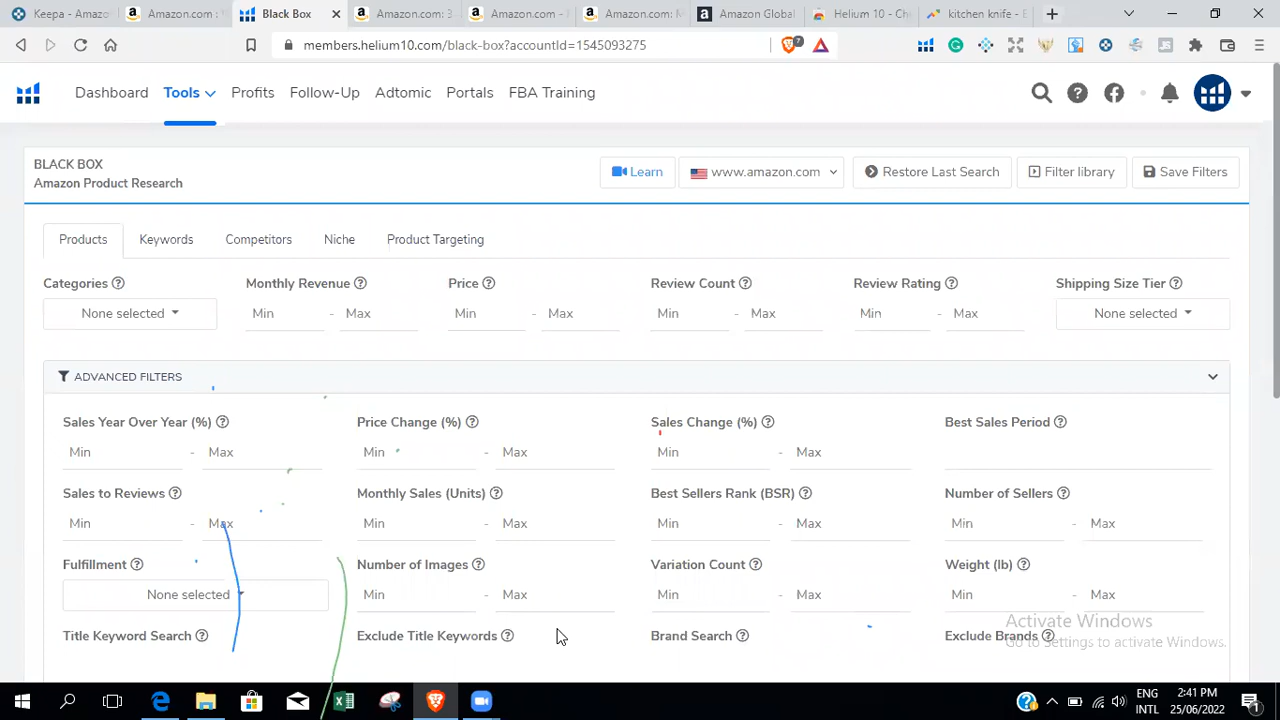 Keepa - Amazon
Amazon.com : "
Black Box
Amazon.com: B
Amazon.com :
Amazon.com: M
Amazon Global
Helium 10 - Ch
kitchen knife - E
members.helium10.com/black-box?accountId=1545093275
7
Dashboard Tools Profits Follow-Up Adtomic Portals FBA Training
BLACK BOX
Amazon Product Research
Learn www.amazon.com Restore Last Search Filter library Save Filters
Products Keywords Competitors Niche Product Targeting
Categories Monthly Revenue Price Review Count Review Rating Shipping Size Tier
None selected Min - Max Min - Max Min - Max Min - Max None selected
ADVANCED FILTERS
Sales Year Over Year (%) Price Change (%) Sales Change (%) Best Sales Period
Min - Max Min - Max Min - Max
Sales to Reviews Monthly Sales (Units) Best Sellers Rank (BSR) Number of Sellers
Min - Max Min - Max Min - Max Min - Max
Fulfillment Number of Images Variation Count Weight (lb)
None selected Min - Max Min - Max Min - Max
Activate Windows
Title Keyword Search Exclude Title Keywords Brand Search Exclude Brands
Go to Settings to activate Windows.
ENG
INTL
2:41 PM
25/06/2022